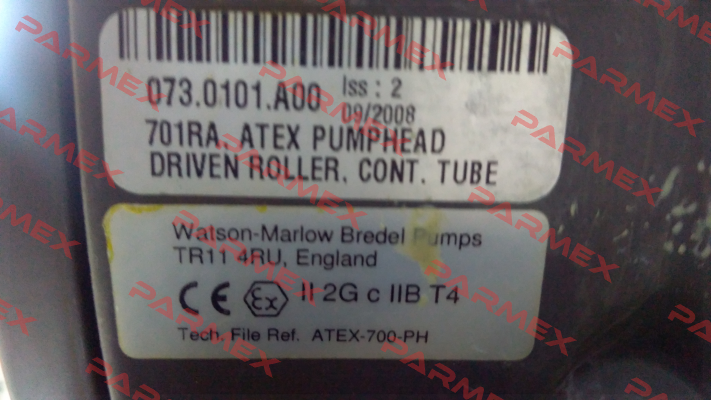 073.0101.A00 Iss : 2
09/2008
701RA, ATEX PUMPHEAD
DRIVEN ROLLER. CONT. TUBE
Watson-Marlow Bredel Pumps
TR11 4RU, England
CE Ex II 2G c IIB T4
Tech. File Ref. ATEX-700-PH
PARMEX